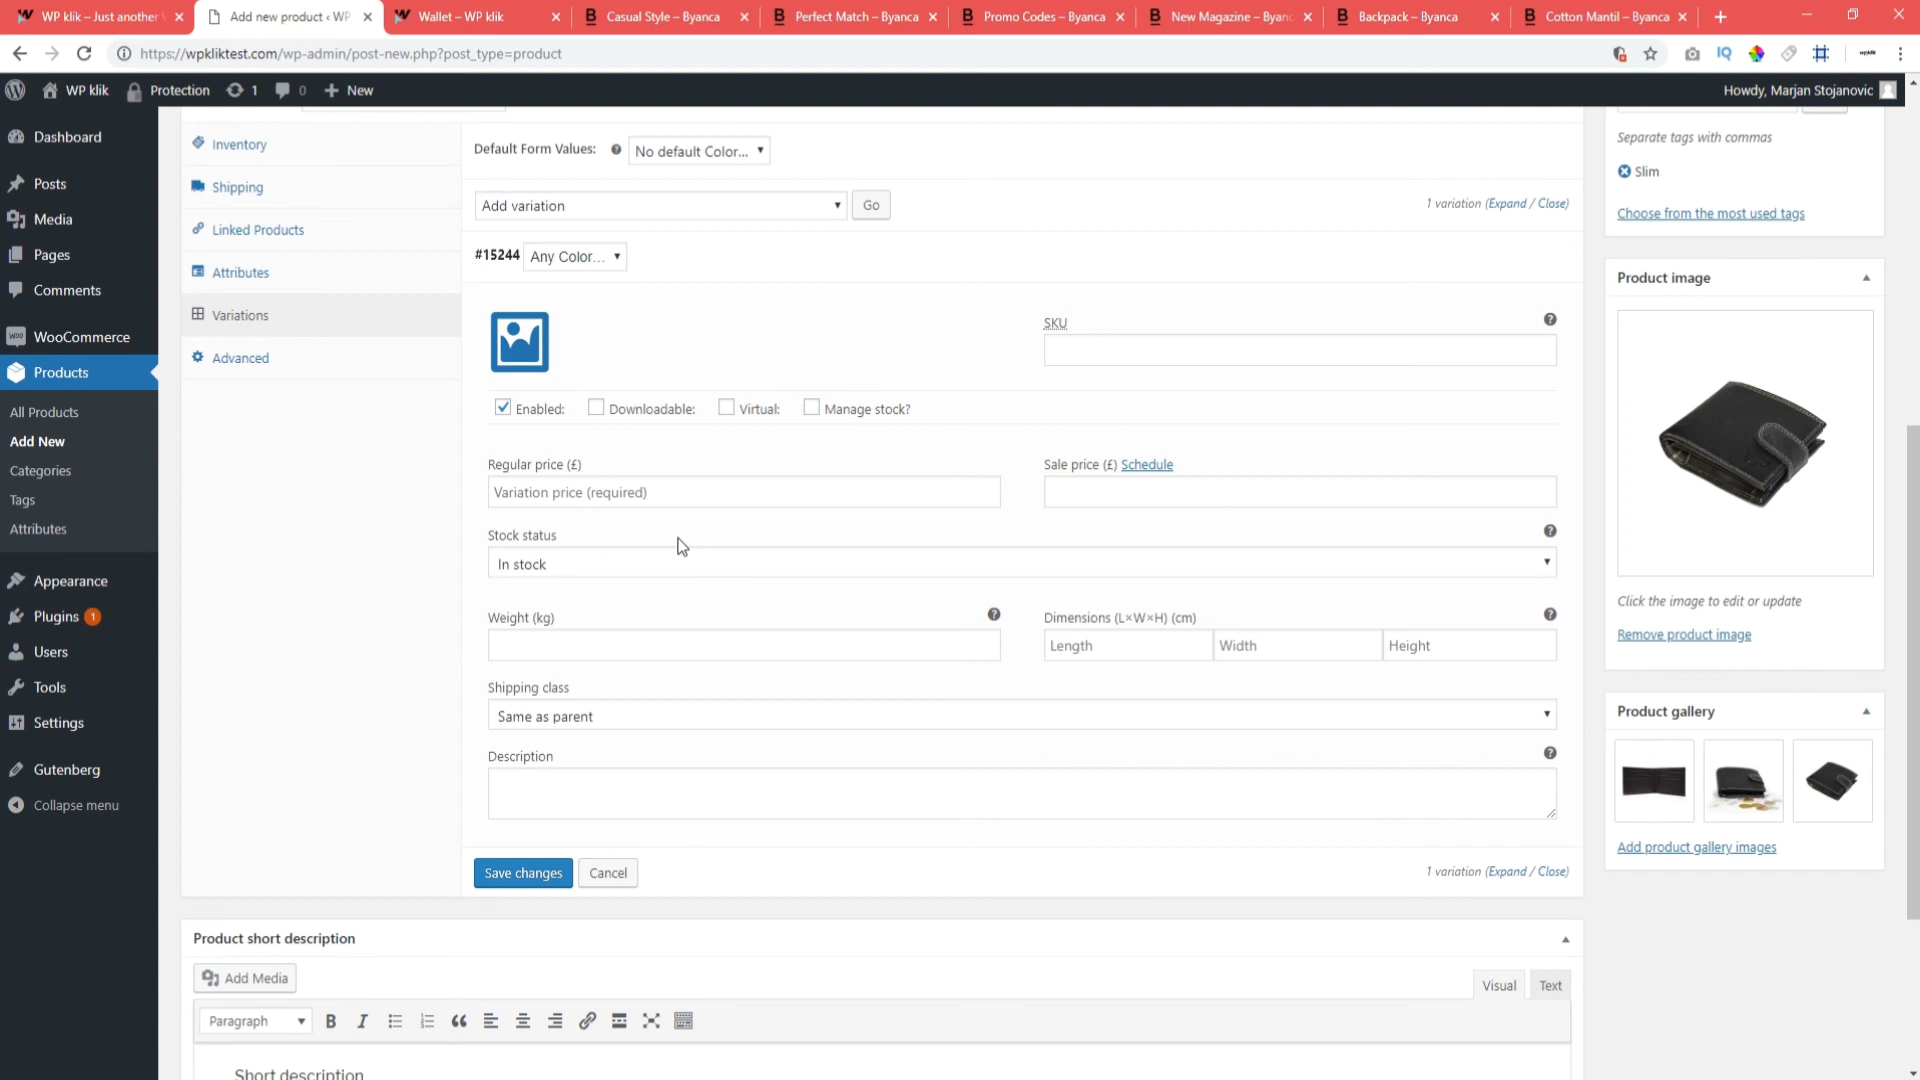 WP klik – Just another
Add new product ‹ WP
Wallet – WP klik
Casual Style – Byanca
Perfect Match – Byanca
Promo Codes – Byanca
New Magazine – Byanc
Backpack – Byanca
Cotton Mantil – Byanca
https://wpkliktest.com/wp-admin/post-new.php?post_type=product
WP klik
Protection
1
0
New
Howdy, Marjan Stojanovic
Dashboard
Posts
Media
Pages
Comments
WooCommerce
Products
All Products
Add New
Categories
Tags
Attributes
Appearance
Plugins 1
Users
Tools
Settings
Gutenberg
Collapse menu
Inventory
Shipping
Linked Products
Attributes
Variations
Advanced
Default Form Values: No default Color...
Add variation Go
1 variation (Expand / Close)
#15244 Any Color...
SKU
Enabled: Downloadable: Virtual: Manage stock?
Regular price (£)
Variation price (required)
Sale price (£) Schedule
Stock status
In stock
Weight (kg)
Dimensions (L×W×H) (cm)
Length Width Height
Shipping class
Same as parent
Description
Save changes Cancel
1 variation (Expand / Close)
Product short description
Add Media
Visual Text
Paragraph
Short description
Separate tags with commas
Slim
Choose from the most used tags
Product image
Click the image to edit or update
Remove product image
Product gallery
Add product gallery images